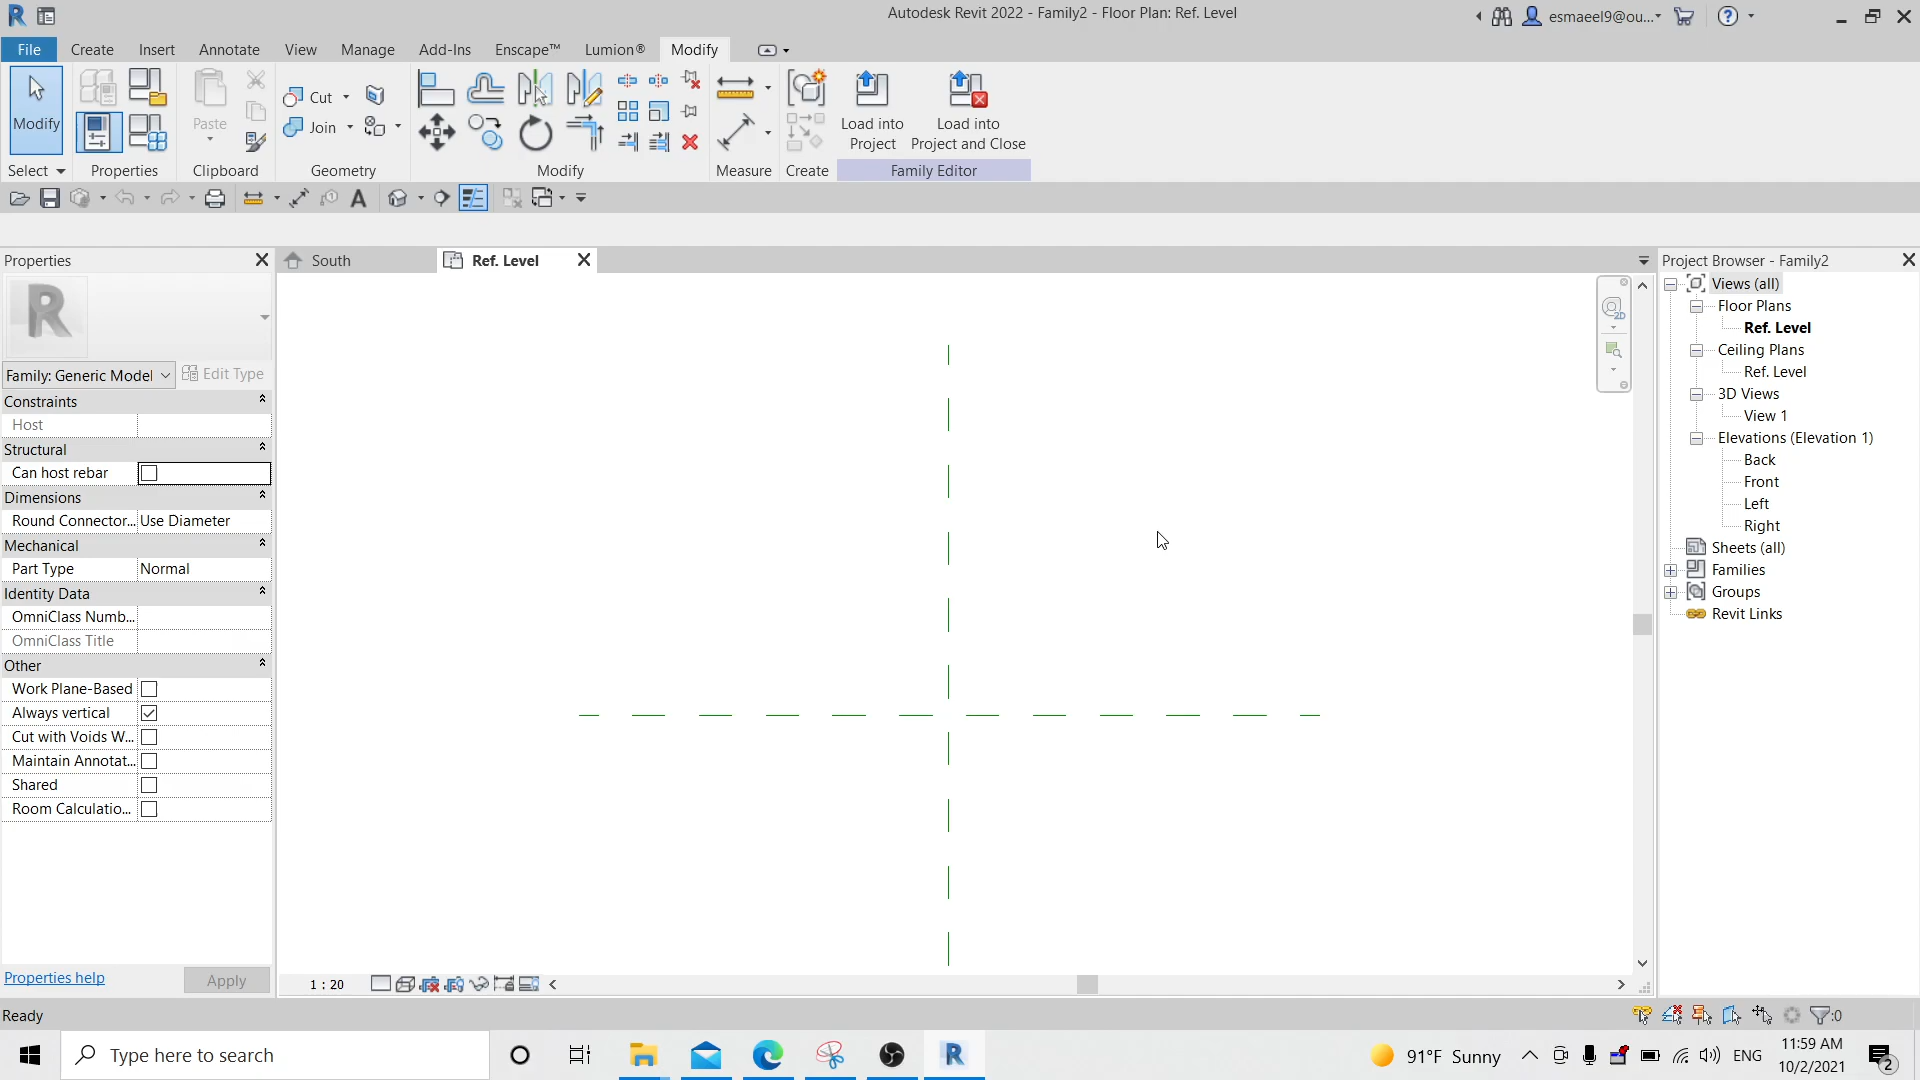 Autodesk Revit 2022 - Family2 - Floor Plan: Ref. Level
esmaeel9@ou...
File
Create
Insert
Annotate
View
Manage
Add-Ins
Enscape™
Lumion®
Modify
Modify
Paste
Cut
Join
Load into
Project
Load into
Project and Close
Select
Properties
Clipboard
Geometry
Modify
Measure
Create
Family Editor
Properties
South
Ref. Level
Project Browser - Family2
Family: Generic Model
Edit Type
Constraints
Host
Structural
Can host rebar
Dimensions
Round Connector...
Use Diameter
Mechanical
Part Type
Normal
Identity Data
OmniClass Numb...
OmniClass Title
Other
Work Plane-Based
Always vertical
Cut with Voids W...
Maintain Annotat...
Shared
Room Calculatio...
Properties help
Apply
2D
Views (all)
Floor Plans
Ref. Level
Ceiling Plans
Ref. Level
3D Views
View 1
Elevations (Elevation 1)
Back
Front
Left
Right
Sheets (all)
Families
Groups
Revit Links
1 : 20
Ready
:0
Type here to search
91°F Sunny
ENG
11:59 AM
10/2/2021
2